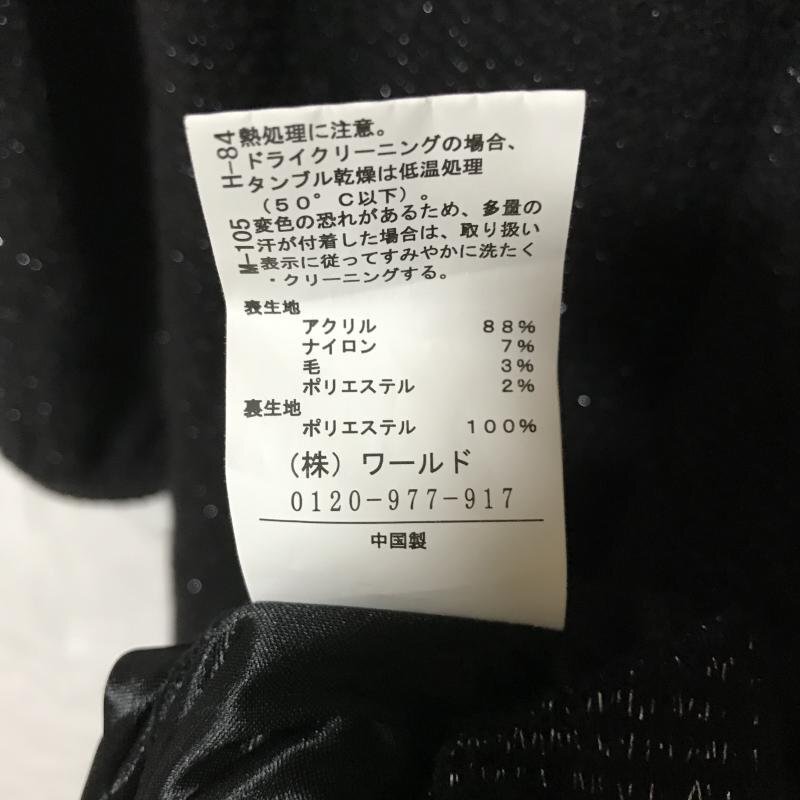 H-84
熱処理に注意。
ドライクリーニングの場合、
タンブル乾燥は低温処理
（５０°Ｃ以下）。
M-105
変色の恐れがあるため、多量の
汗が付着した場合は、取り扱い
表示に従ってすみやかに洗たく
・クリーニングする。
表生地
アクリル ８８％
ナイロン ７％
毛 ３％
ポリエステル ２％
裏生地
ポリエステル １００％
（株）ワールド
0120-977-917
中国製